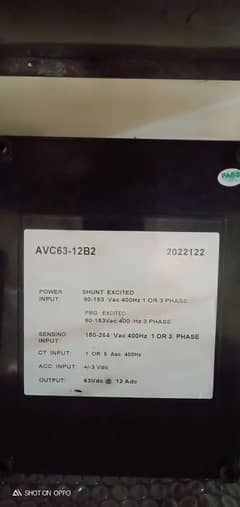 PASS
AVC63-12B2 2022122
POWER SHUNT EXCITED
INPUT: 90-153 Vac 400Hz 1 OR 3 PHASE
PMG EXCITED
90-153Vac 400 Hz 3 PHASE
SENSING 180-264 Vac 400Hz 1 OR 3 PHASE
INPUT:
CT INPUT: 1 OR 5 Aac 400Hz
ACC INPUT: +/-3 Vdc
OUTPUT: 63Vdc @ 12 Adc
SHOT ON OPPO